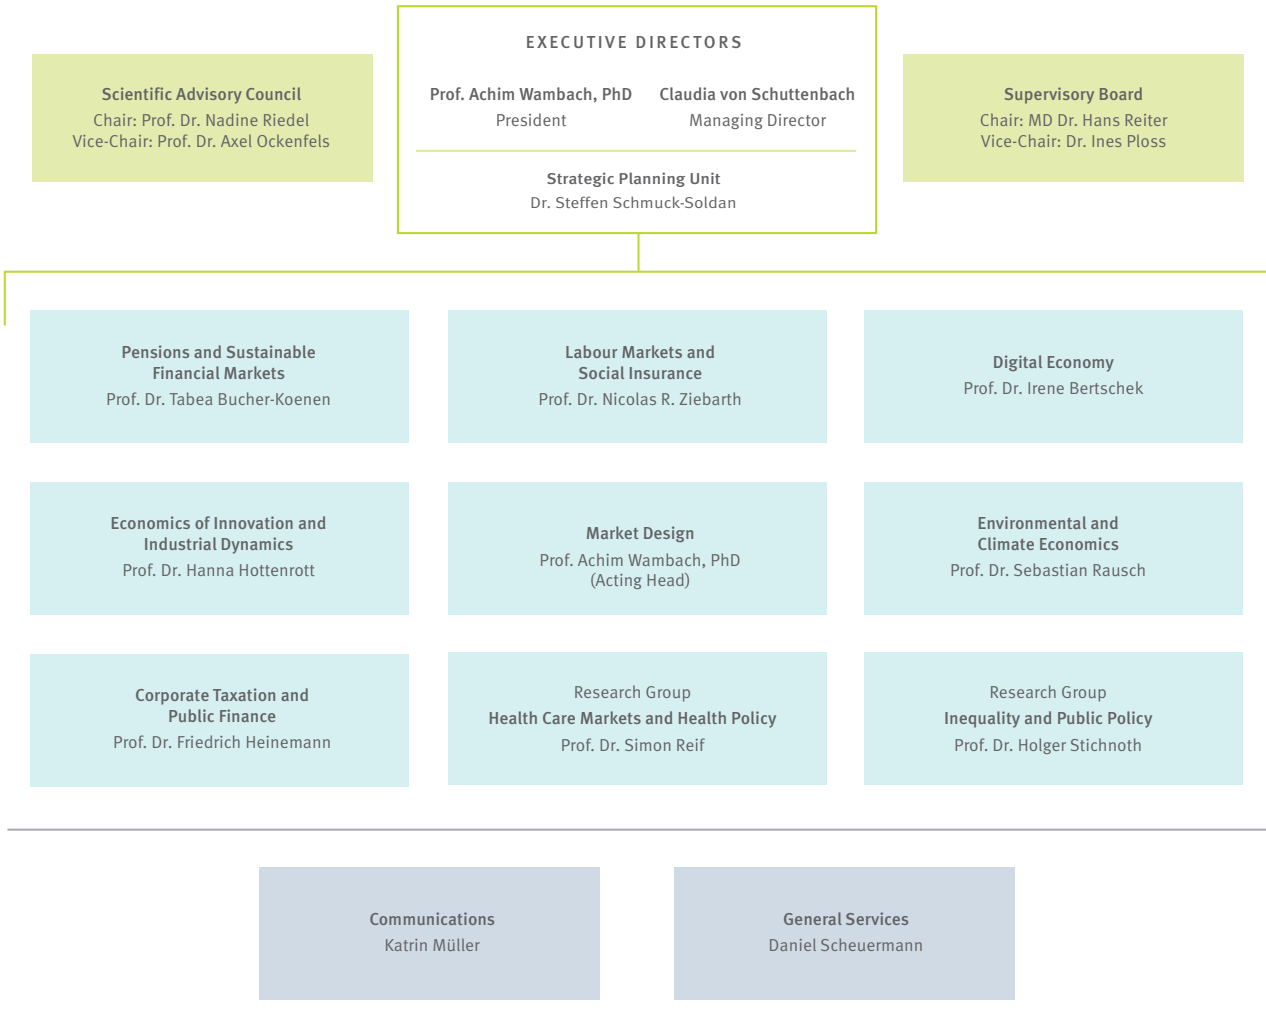 EXECUTIVE DIRECTORS
Prof. Achim Wambach, PhD
President
Claudia von Schuttenbach
Managing Director
Strategic Planning Unit
Dr. Steffen Schmuck-Soldan
Scientific Advisory Council
Chair: Prof. Dr. Nadine Riedel
Vice-Chair: Prof. Dr. Axel Ockenfels
Supervisory Board
Chair: MD Dr. Hans Reiter
Vice-Chair: Dr. Ines Ploss
Pensions and Sustainable
Financial Markets
Prof. Dr. Tabea Bucher-Koenen
Labour Markets and
Social Insurance
Prof. Dr. Nicolas R. Ziebarth
Digital Economy
Prof. Dr. Irene Bertschek
Economics of Innovation and
Industrial Dynamics
Prof. Dr. Hanna Hottenrott
Market Design
Prof. Achim Wambach, PhD
(Acting Head)
Environmental and
Climate Economics
Prof. Dr. Sebastian Rausch
Corporate Taxation and
Public Finance
Prof. Dr. Friedrich Heinemann
Research Group
Health Care Markets and Health Policy
Prof. Dr. Simon Reif
Research Group
Inequality and Public Policy
Prof. Dr. Holger Stichnoth
Communications
Katrin Müller
General Services
Daniel Scheuermann